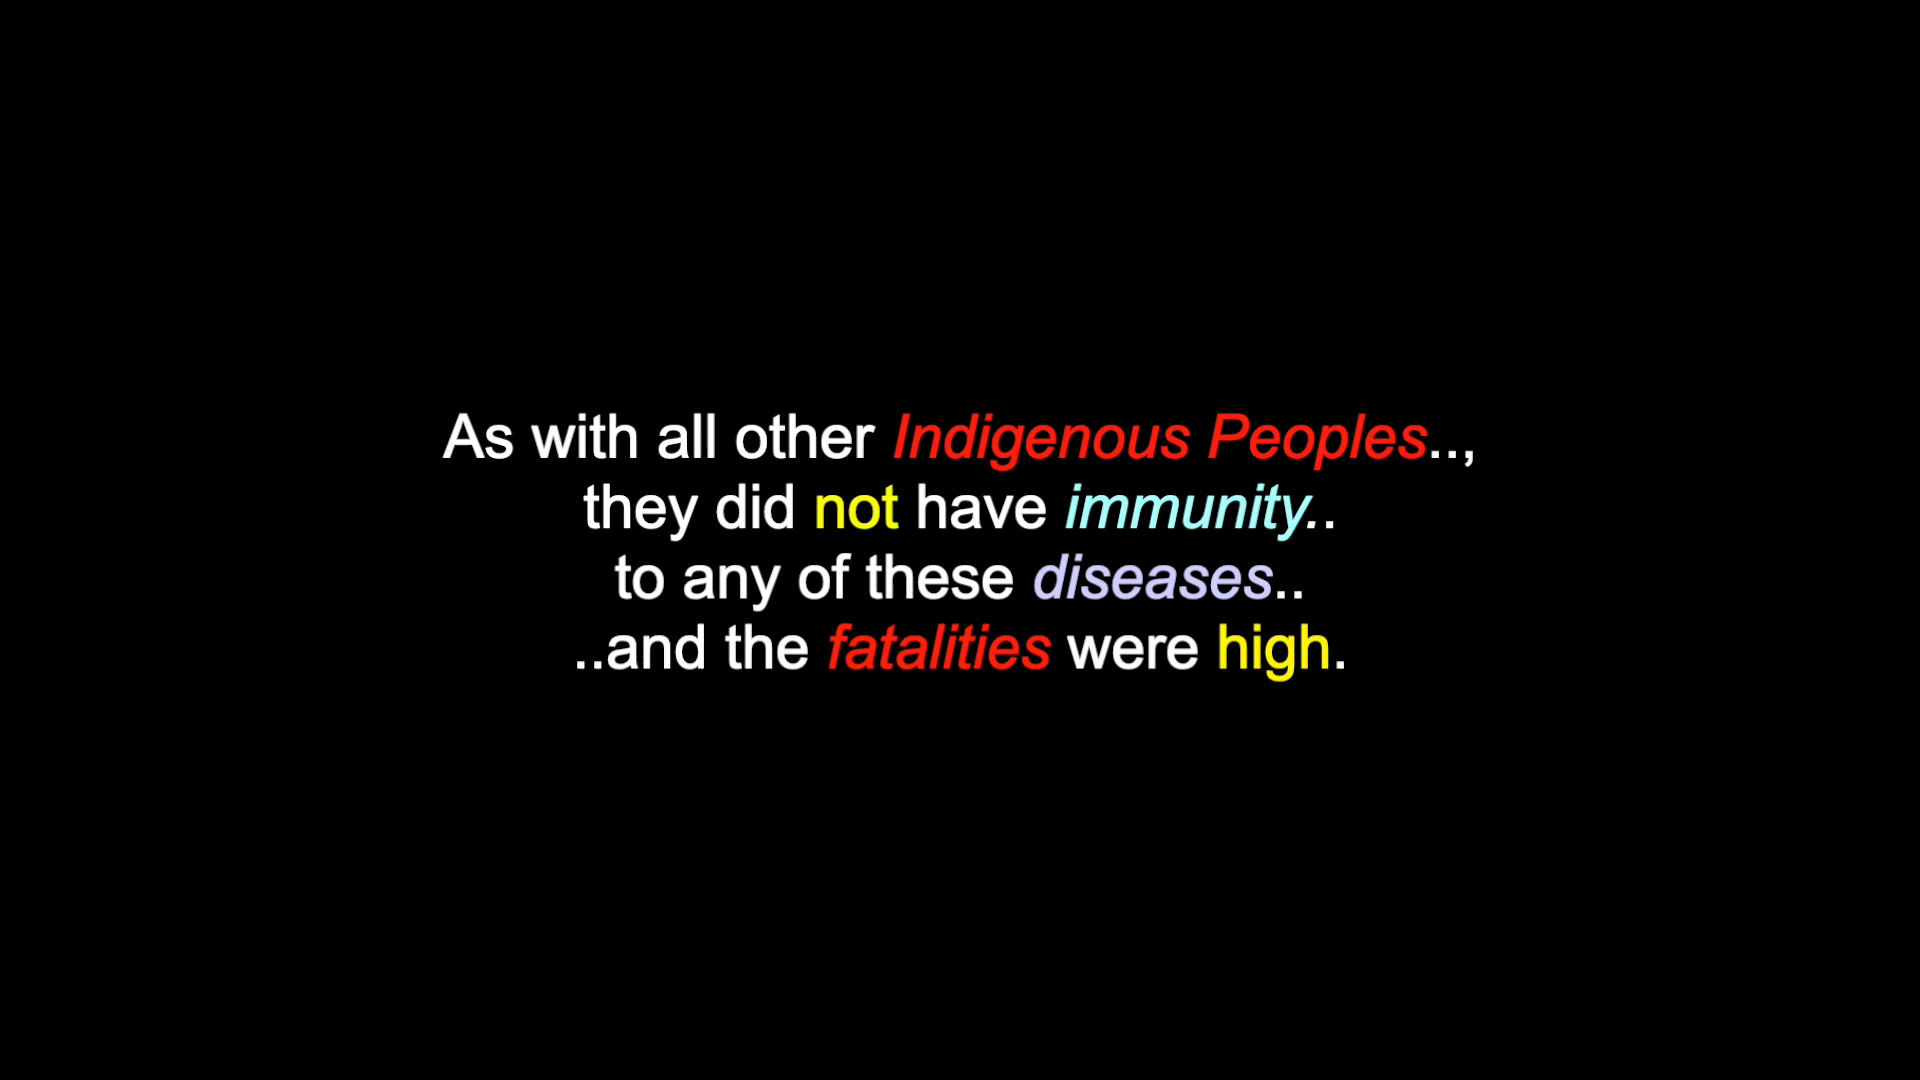 As with all other Indigenous Peoples..,
they did not have immunity..
to any of these diseases..
..and the fatalities were high.